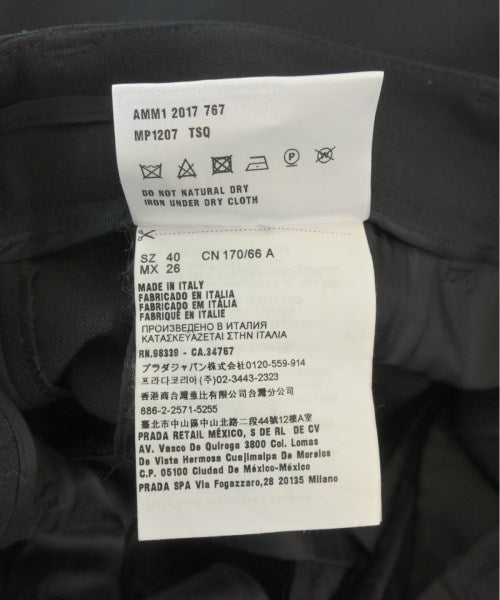 AMM1 2017 767
MP1207 TSQ
P
DO NOT NATURAL DRY
IRON UNDER DRY CLOTH
SZ 40 CN 170/66 A
MX 26
MADE IN ITALY
FABRICADO EN ITALIA
FABRICADO EM ITÁLIA
FABRIQUÉ EN ITALIE
ПРОИЗВЕДЕНО В ИТАЛИЯ
ΚΑΤΑΣΚΕΥΑΖΕΤΑΙ ΣΤΗΝ ΙΤΑΛΙΑ
RN.98339 - CA.34767
プラダジャパン株式会社0120-559-914
프라다코리아(주)02-3443-2323
香港商台灣薈比有限公司台灣分公司
886-2-2571-5255
臺北市中山區中山北路二段44號12樓A室
PRADA RETAIL MÉXICO, S DE RL DE CV
AV. Vasco De Quiroga 3800 Col. Lomas
De Vista Hermosa Cuajimalpa De Morelos
C.P. 05100 Ciudad De México-México
PRADA SPA Via Fogazzaro,28 20135 Milano